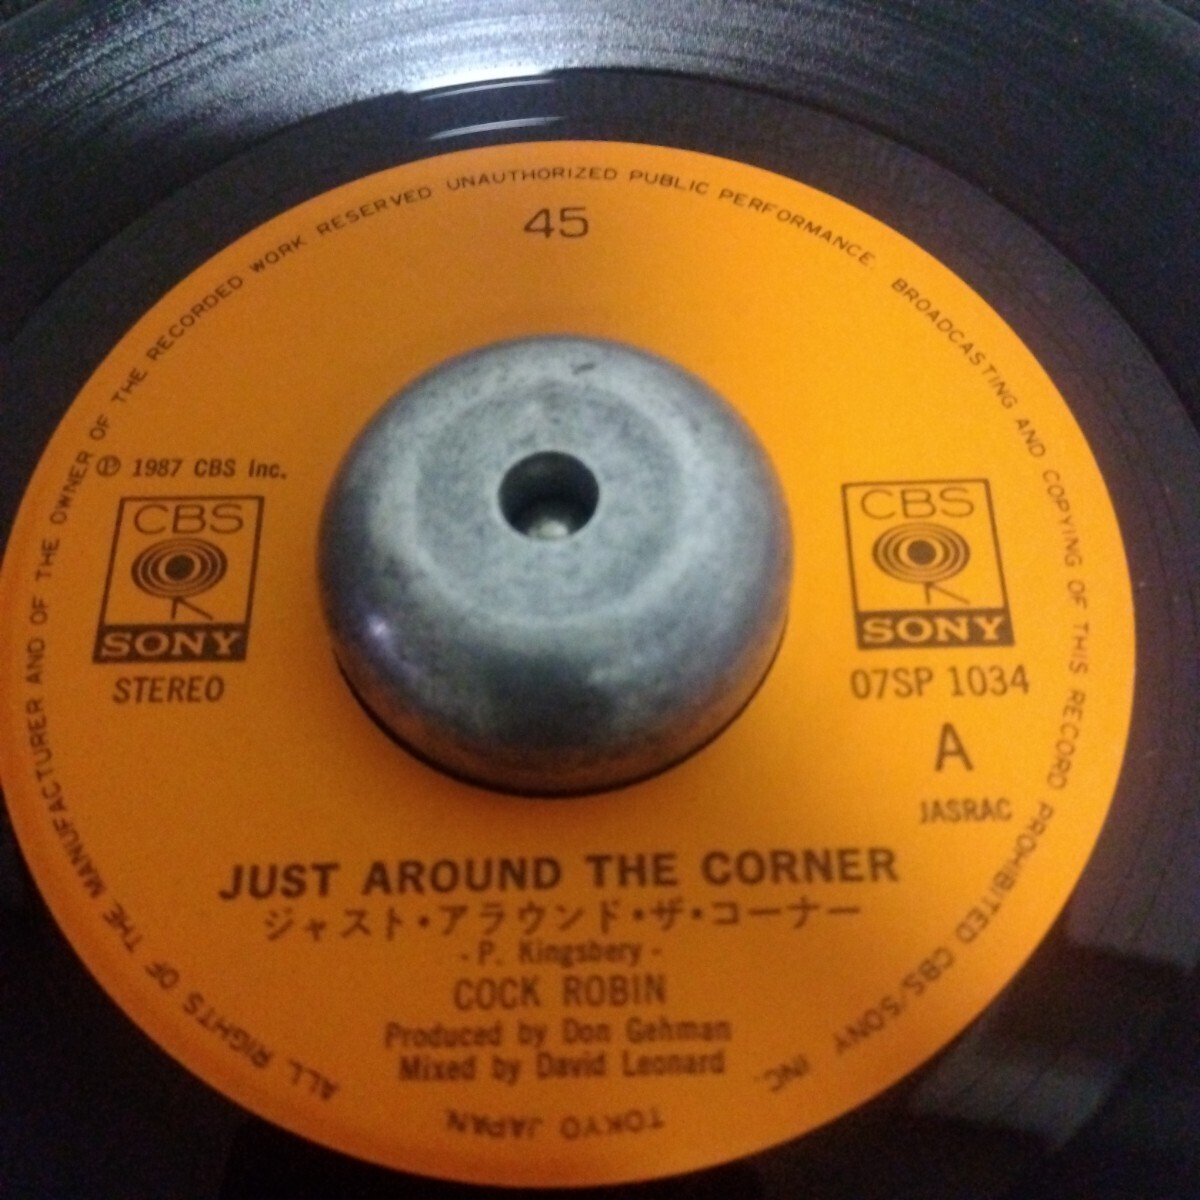 ALL RIGHTS OF THE MANUFACTURER AND OF THE OWNER OF THE RECORDED WORK RESERVED UNAUTHORIZED PUBLIC PERFORMANCE. BROADCASTING AND COPYING OF THIS RECORD PROHIBITED CBS/SONY INC. TOKYO JAPAN
45
Ⓟ 1987 CBS Inc.
CBS
SONY
STEREO
CBS
SONY
07SP 1034
A
JASRAC
JUST AROUND THE CORNER
ジャスト・アラウンド・ザ・コーナー
- P. Kingsbery -
COCK ROBIN
Produced by Don Gehman
Mixed by David Leonard